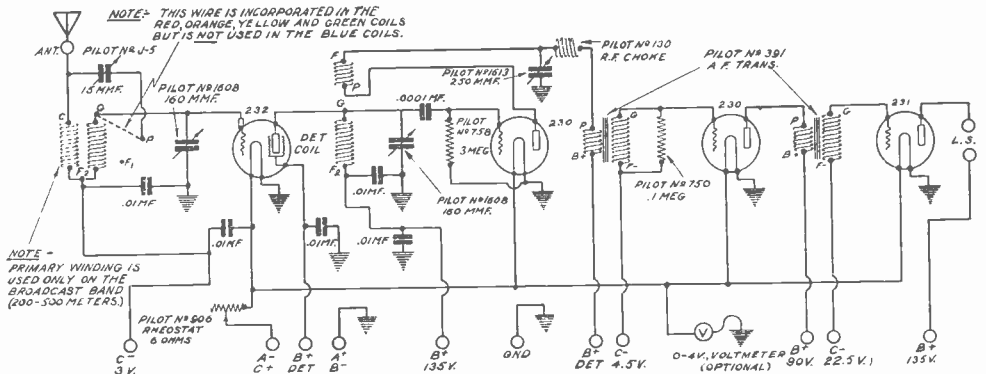 NOTE:- THIS WIRE IS INCORPORATED IN THE
RED, ORANGE, YELLOW AND GREEN COILS
BUT IS NOT USED IN THE BLUE COILS.
ANT.
PILOT No J-5
15 MMF.
PILOT No 1608
160 MMF.
C
G
P
F2
F1
.01 MF.
232
DET
COIL
F
P
G
F2
PILOT No 1613
250 MMF.
PILOT No 130
R.F. CHOKE
.0001 MF.
PILOT
No 758
3 MEG
PILOT No 1608
160 MMF.
230
.01 MF.
.01 MF
.01 MF
.01 MF.
PILOT No 391
A.F. TRANS.
P
B+
G
F-
230
PILOT No 750
.1 MEG
P
B+
G
F-
231
L.S.
NOTE -
PRIMARY WINDING IS
USED ONLY ON THE
BROADCAST BAND
(200-500 METERS.)
PILOT No 906
RHEOSTAT
6 OHMS
V
C-
3 V.
A-
C+
B+
DET
A+
B-
B+
135V.
GND
B+
DET
C-
4.5V.
0-4V., VOLTMETER
(OPTIONAL)
B+
90V.
C-
22.5V.)
B+
135V.